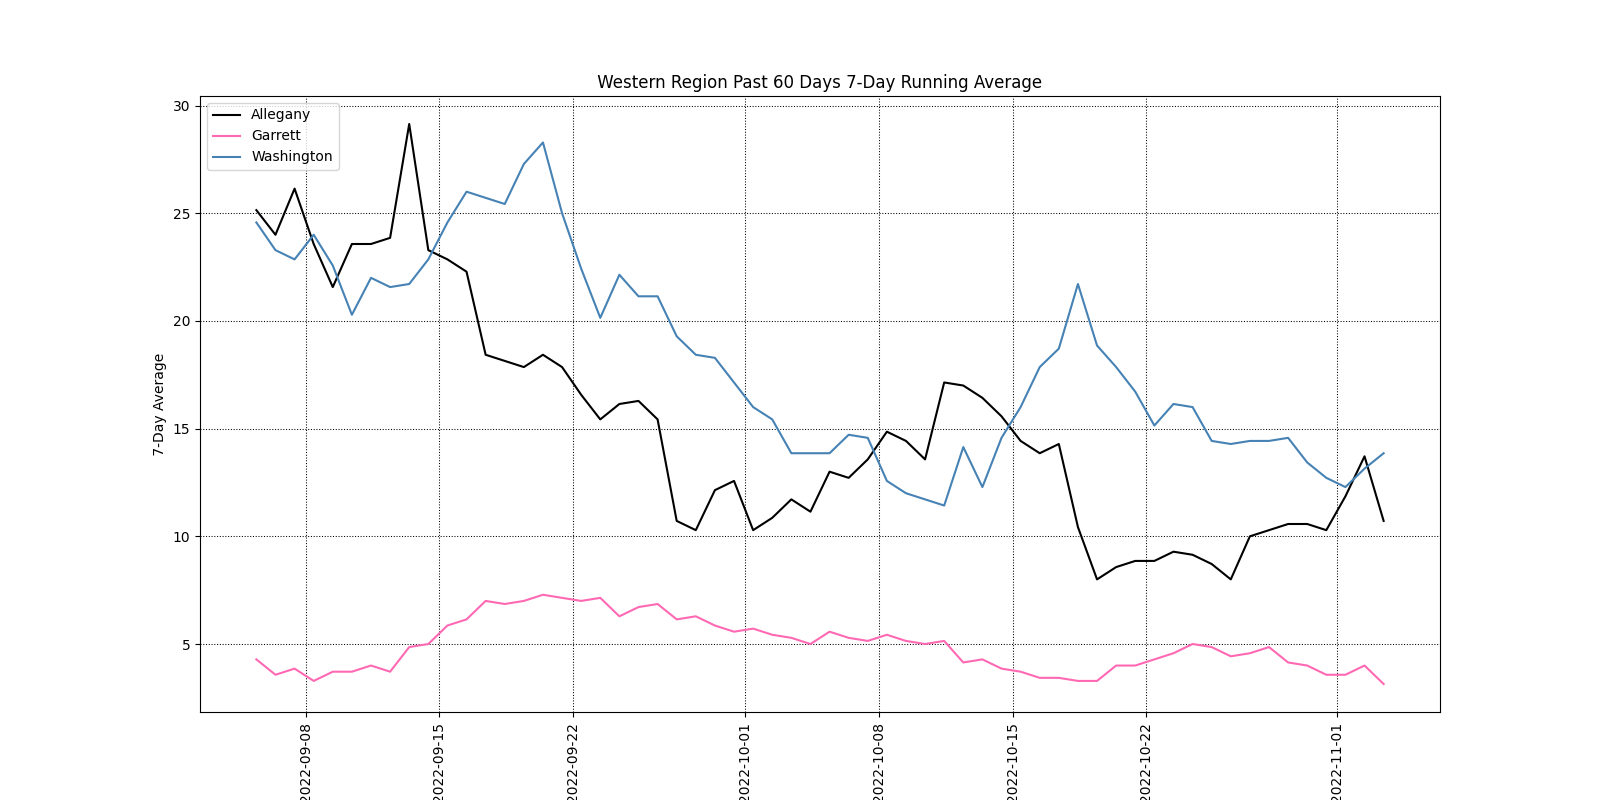 Western Region Past 60 Days 7-Day Running Average
Allegany
Garrett
Washington
7-Day Average
30
25
20
15
10
5
2022-09-08
2022-09-15
2022-09-22
2022-10-01
2022-10-08
2022-10-15
2022-10-22
2022-11-01